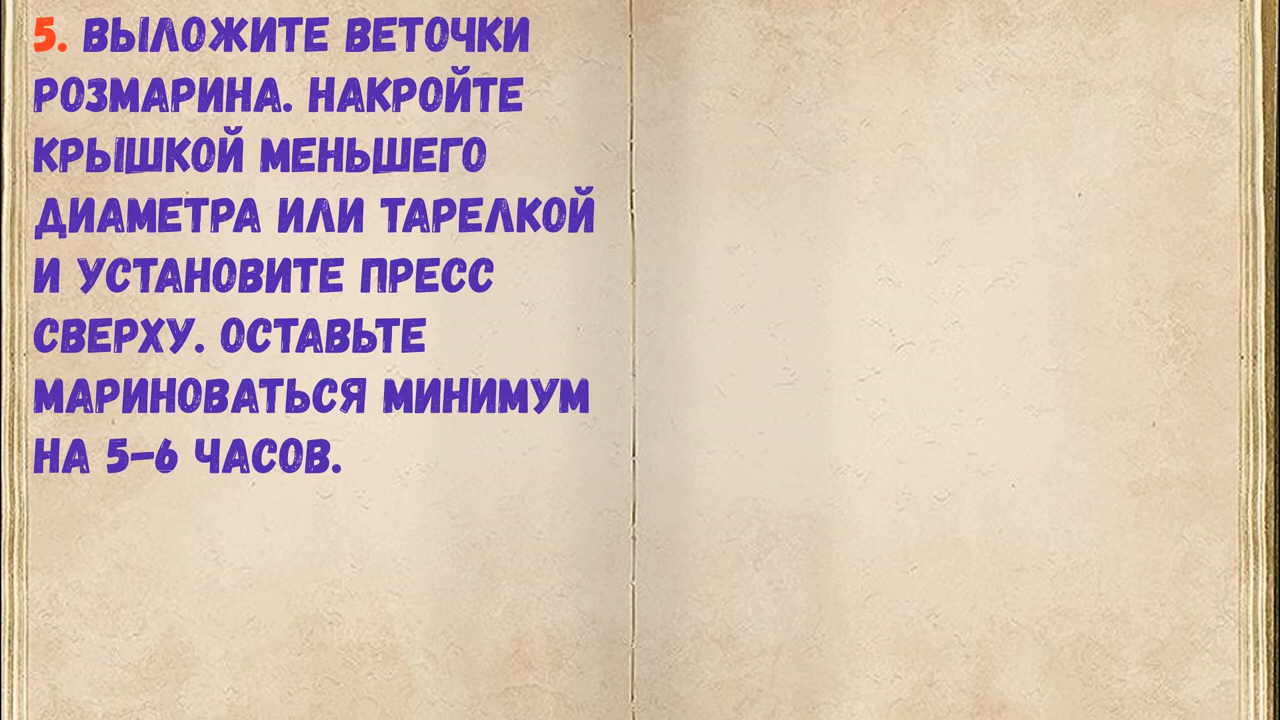 5. ВЫЛОЖИТЕ ВЕТОЧКИ
РОЗМАРИНА. НАКРОЙТЕ
КРЫШКОЙ МЕНЬШЕГО
ДИАМЕТРА ИЛИ ТАРЕЛКОЙ
И УСТАНОВИТЕ ПРЕСС
СВЕРХУ. ОСТАВЬТЕ
МАРИНОВАТЬСЯ МИНИМУМ
НА 5-6 ЧАСОВ.